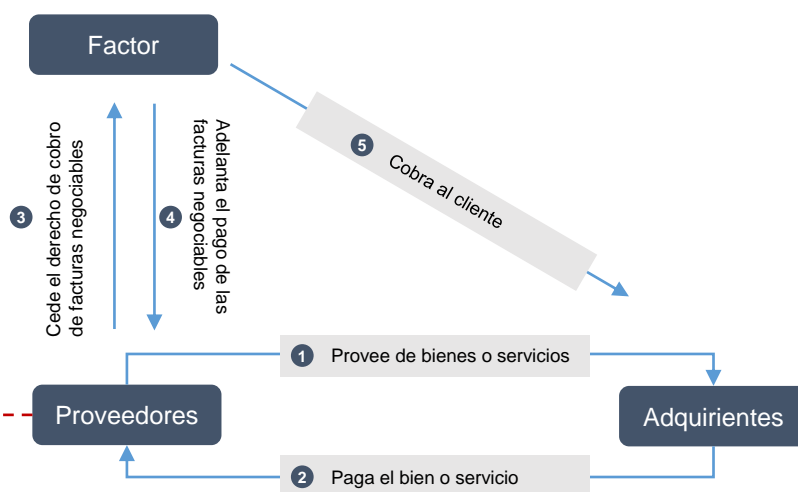 Factor
3
Cede el derecho de cobro
de facturas negociables
4
Adelanta el pago de las
facturas negociables
5
Cobra al cliente
1 Provee de bienes o servicios
Proveedores
Adquirientes
2 Paga el bien o servicio